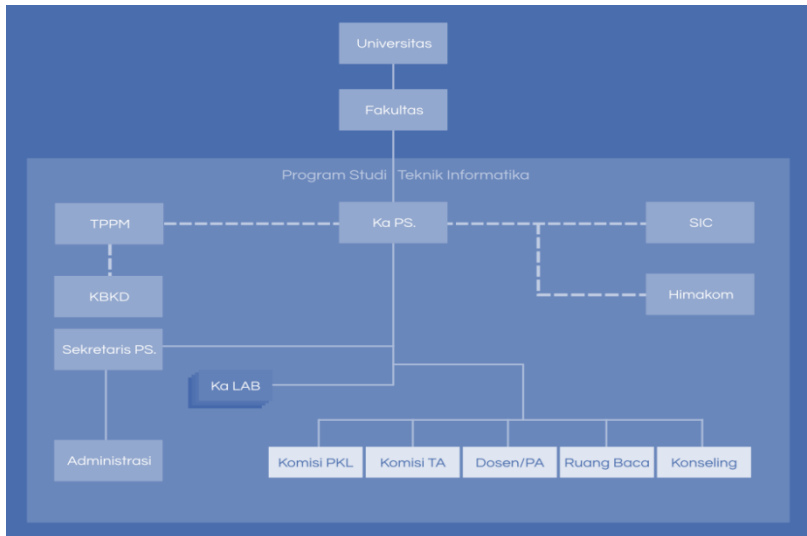 Universitas
Fakultas
Program Studi Teknik Informatika
TPPM
Ka PS.
SIC
KBKD
Himakom
Sekretaris PS.
Ka LAB
Administrasi
Komisi PKL
Komisi TA
Dosen/PA
Ruang Baca
Konseling